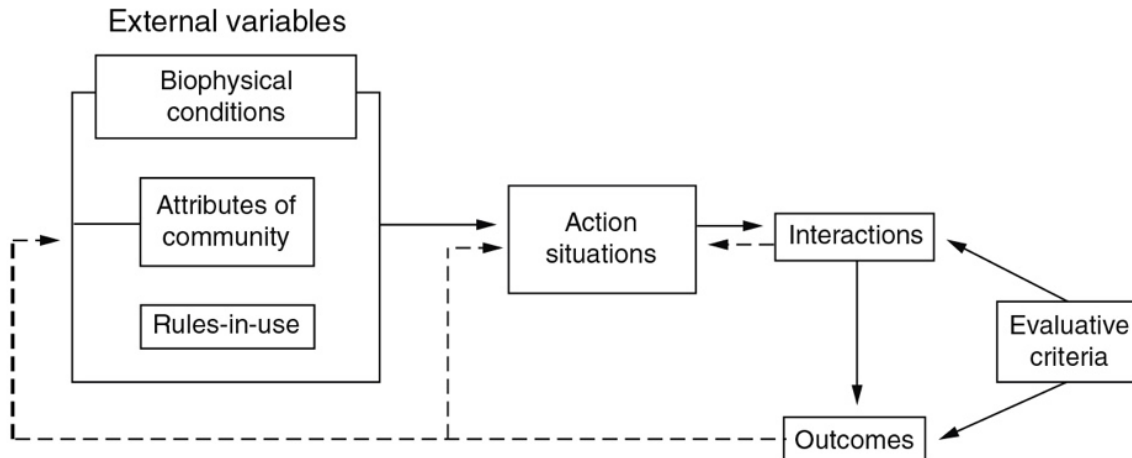 External variables
Biophysical
conditions
Attributes of
community
Rules-in-use
Action
situations
Interactions
Evaluative
criteria
Outcomes